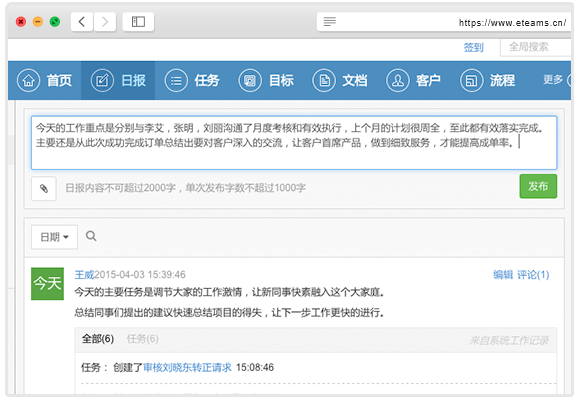 https://www.eteams.cn/
签到 全局搜索
首页 日报 任务 目标 文档 客户 流程 更多
今天的工作重点是分别与李艾，张明，刘丽沟通了月度考核和有效执行，上个月的计划很周全，至此都有效落实完成。
主要还是从此次成功完成订单总结出要对客户深入的交流，让客户首席产品，做到细致服务，才能提高成单率。
日报内容不可超过2000字，单次发布字数不超过1000字 发布
日期
今天 王威2015-04-03 15:39:46 编辑 评论(1)
今天的主要任务是调节大家的工作激情，让新同事快素融入这个大家庭。
总结同事们提出的建议快速总结项目的得失，让下一步工作更快的进行。
全部(6) 任务(6) 来自系统工作记录
任务： 创建了审核刘晓东转正请求 15:08:46